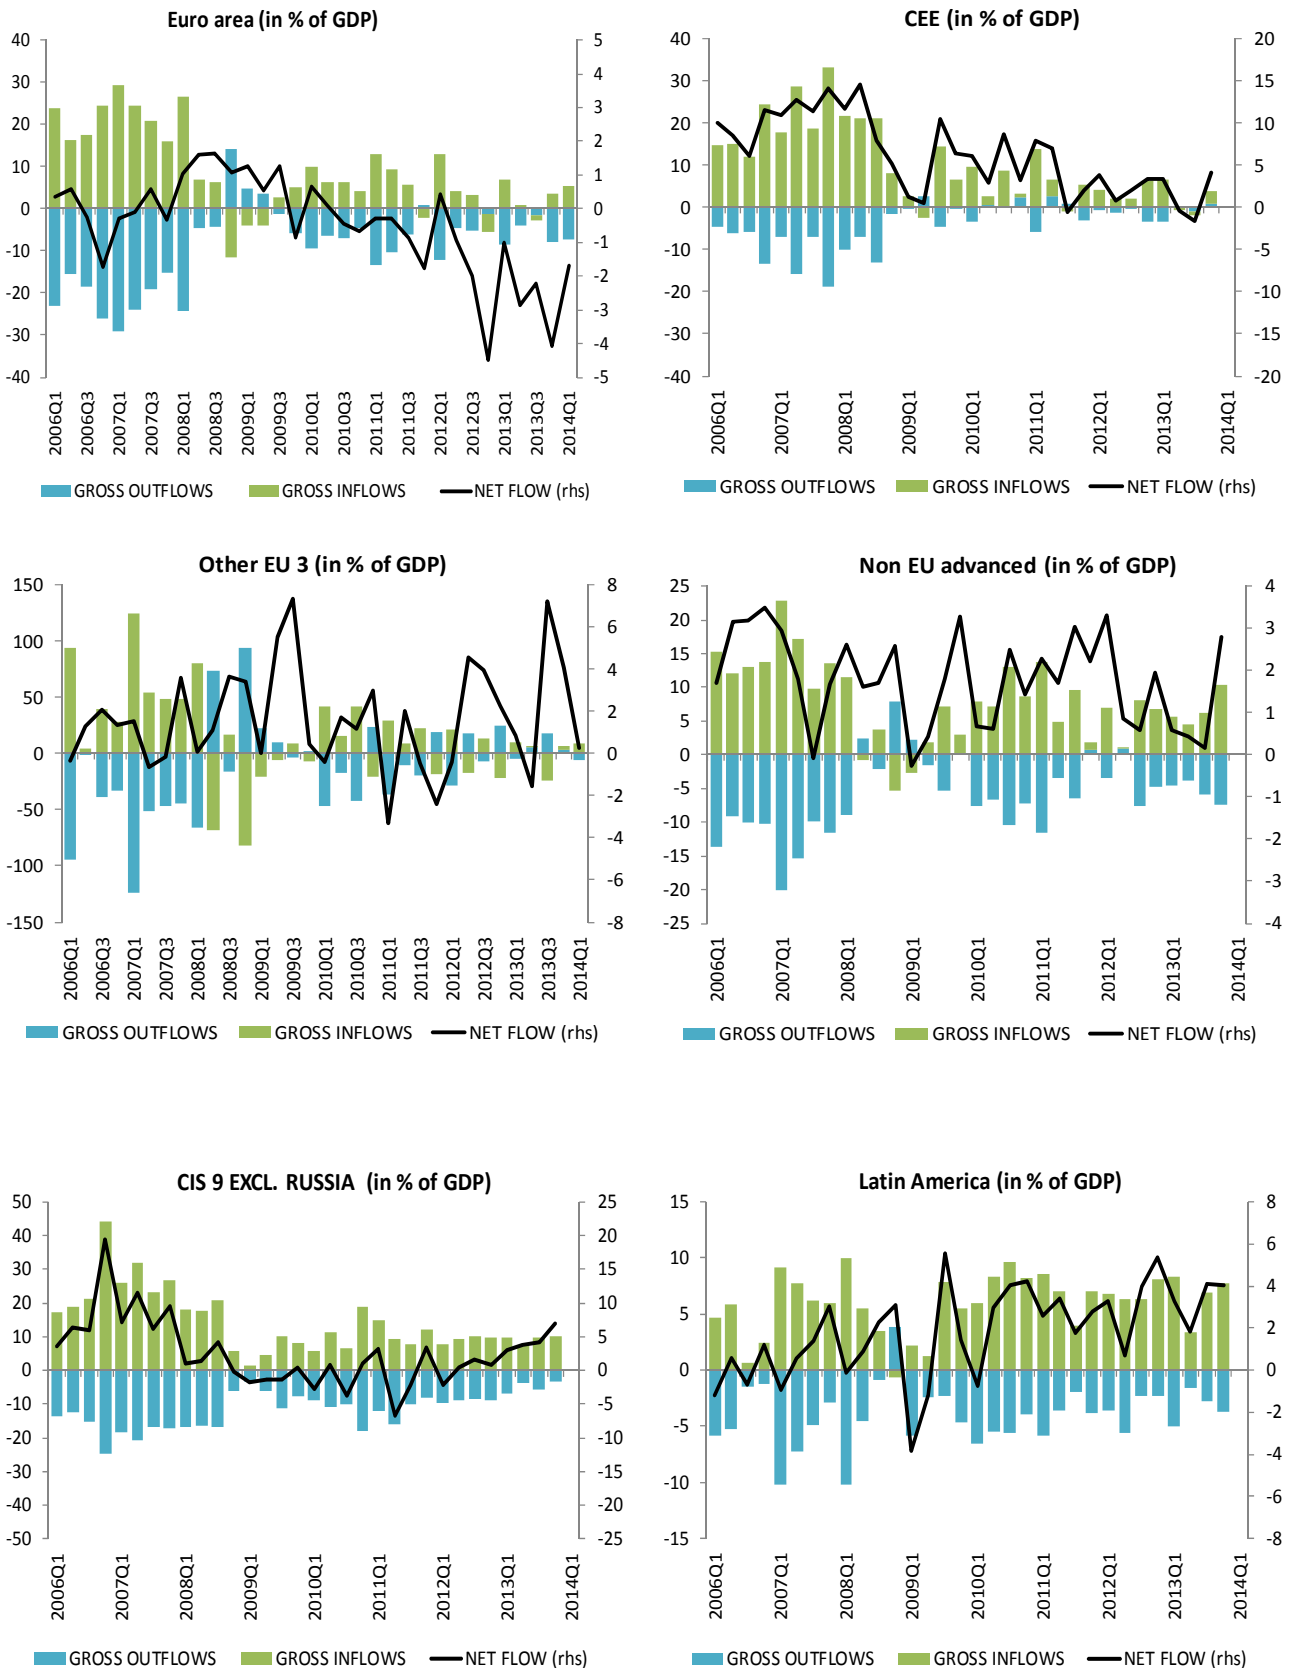 Euro area (in % of GDP)
40
30
20
10
0
-10
-20
-30
-40
5
4
3
2
1
0
-1
-2
-3
-4
-5
2006Q1
2006Q3
2007Q1
2007Q3
2008Q1
2008Q3
2009Q1
2009Q3
2010Q1
2010Q3
2011Q1
2011Q3
2012Q1
2012Q3
2013Q1
2013Q3
2014Q1
GROSS OUTFLOWS GROSS INFLOWS NET FLOW (rhs)
CEE (in % of GDP)
40
30
20
10
0
-10
-20
-30
-40
20
15
10
5
0
-5
-10
-15
-20
2006Q1
2007Q1
2008Q1
2009Q1
2010Q1
2011Q1
2012Q1
2013Q1
2014Q1
GROSS OUTFLOWS GROSS INFLOWS NET FLOW (rhs)
Other EU 3 (in % of GDP)
150
100
50
0
-50
-100
-150
8
6
4
2
0
-2
-4
-6
-8
2006Q1
2006Q3
2007Q1
2007Q3
2008Q1
2008Q3
2009Q1
2009Q3
2010Q1
2010Q3
2011Q1
2011Q3
2012Q1
2012Q3
2013Q1
2013Q3
2014Q1
GROSS OUTFLOWS GROSS INFLOWS NET FLOW (rhs)
Non EU advanced (in % of GDP)
25
20
15
10
5
0
-5
-10
-15
-20
-25
4
3
2
1
0
-1
-2
-3
-4
2006Q1
2007Q1
2008Q1
2009Q1
2010Q1
2011Q1
2012Q1
2013Q1
2014Q1
GROSS OUTFLOWS GROSS INFLOWS NET FLOW (rhs)
CIS 9 EXCL. RUSSIA (in % of GDP)
50
40
30
20
10
0
-10
-20
-30
-40
-50
25
20
15
10
5
0
-5
-10
-15
-20
-25
2006Q1
2007Q1
2008Q1
2009Q1
2010Q1
2011Q1
2012Q1
2013Q1
2014Q1
GROSS OUTFLOWS GROSS INFLOWS NET FLOW (rhs)
Latin America (in % of GDP)
15
10
5
0
-5
-10
-15
8
6
4
2
0
-2
-4
-6
-8
2006Q1
2007Q1
2008Q1
2009Q1
2010Q1
2011Q1
2012Q1
2013Q1
2014Q1
GROSS OUTFLOWS GROSS INFLOWS NET FLOW (rhs)